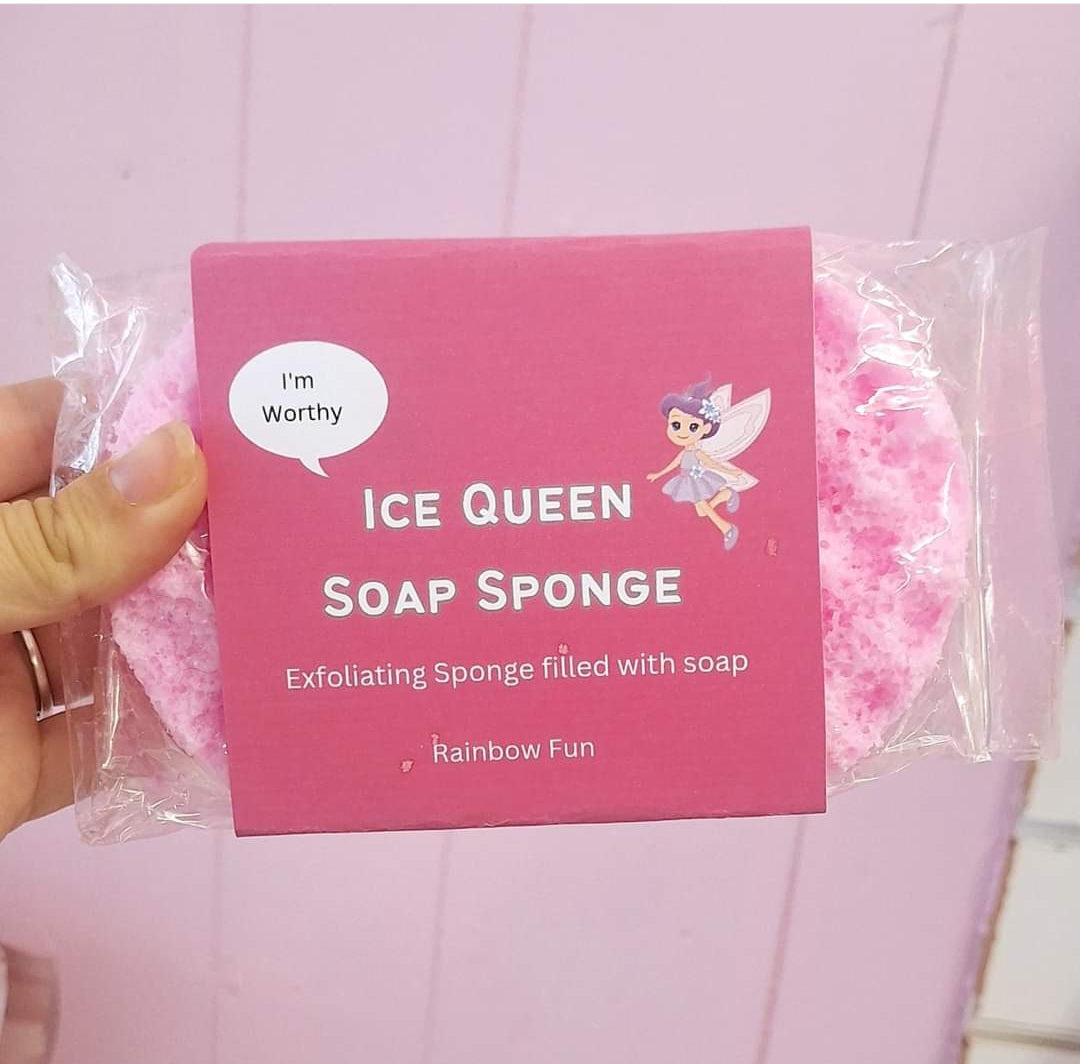 I'm
Worthy
Ice Queen
Soap Sponge
Exfoliating Sponge filled with soap
Rainbow Fun